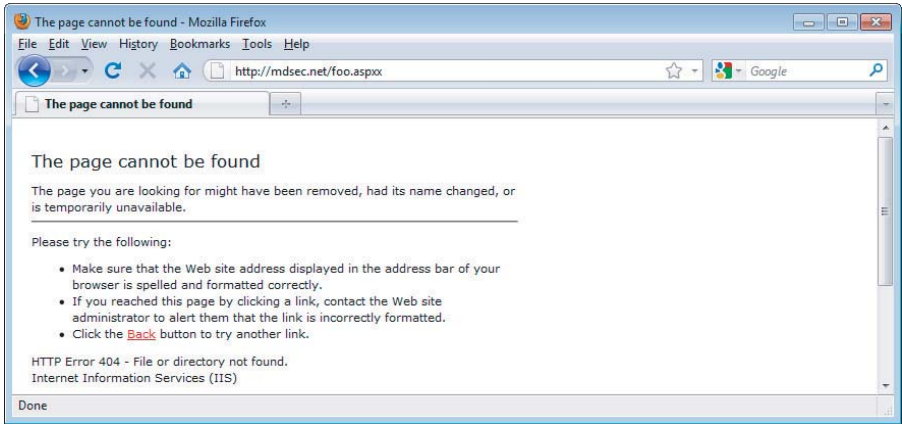 The page cannot be found - Mozilla Firefox
File Edit View History Bookmarks Tools Help
http://mdsec.net/foo.aspxx
Google
The page cannot be found
The page cannot be found
The page you are looking for might have been removed, had its name changed, or
is temporarily unavailable.
Please try the following:
• Make sure that the Web site address displayed in the address bar of your
browser is spelled and formatted correctly.
• If you reached this page by clicking a link, contact the Web site
administrator to alert them that the link is incorrectly formatted.
• Click the Back button to try another link.
HTTP Error 404 - File or directory not found.
Internet Information Services (IIS)
Done